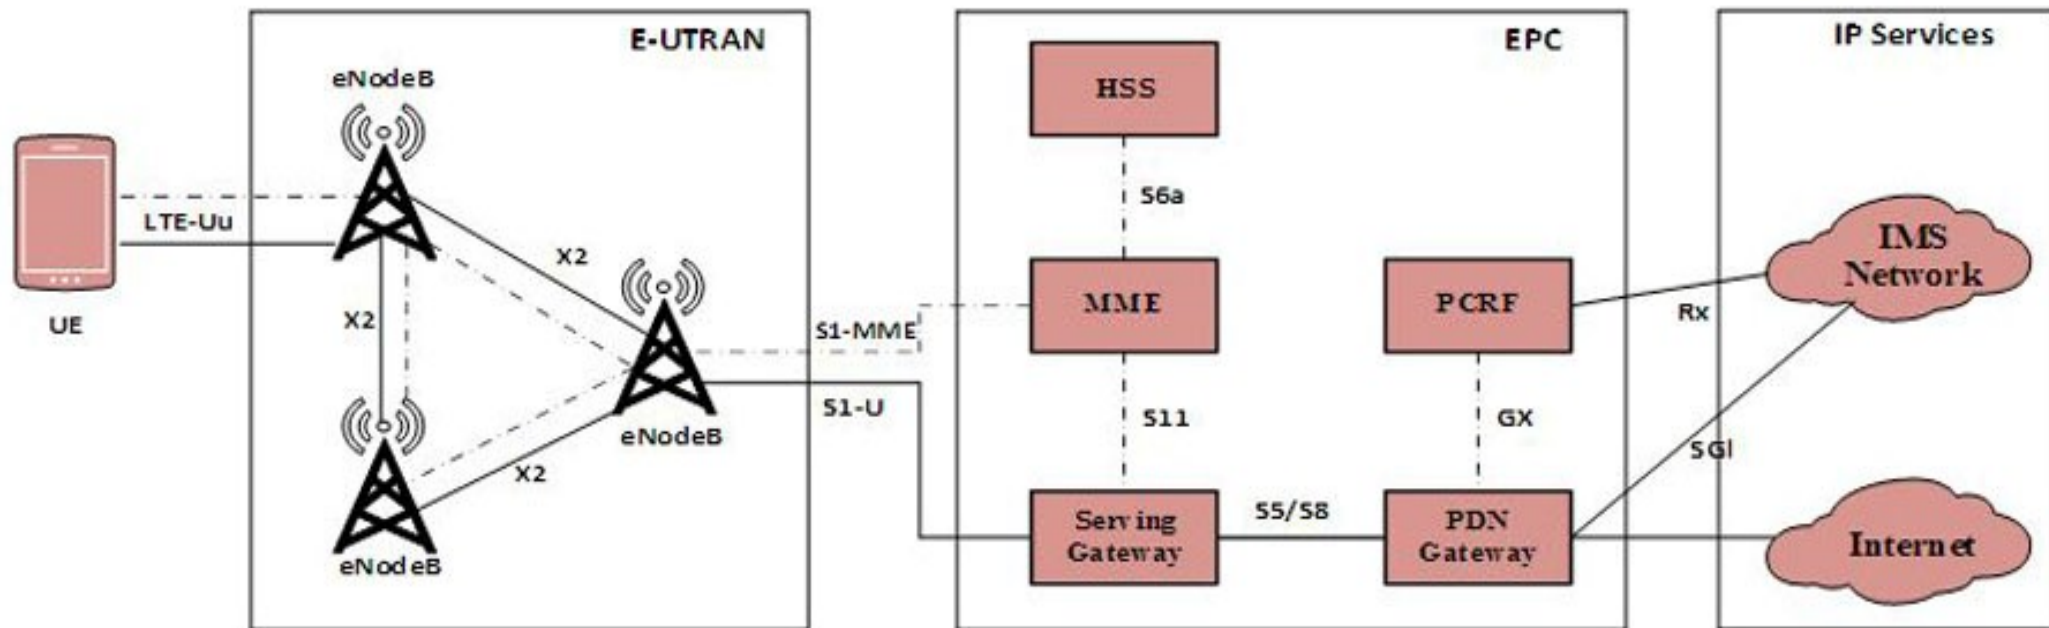 E-UTRAN
EPC
IP Services
eNodeB
HSS
LTE-Uu
S6a
X2
IMS
Network
UE
X2
S1-MME
MME
PCRF
Rx
S1-U
S11
GX
eNodeB
SGI
X2
S5/S8
Serving
Gateway
PDN
Gateway
Internet
eNodeB